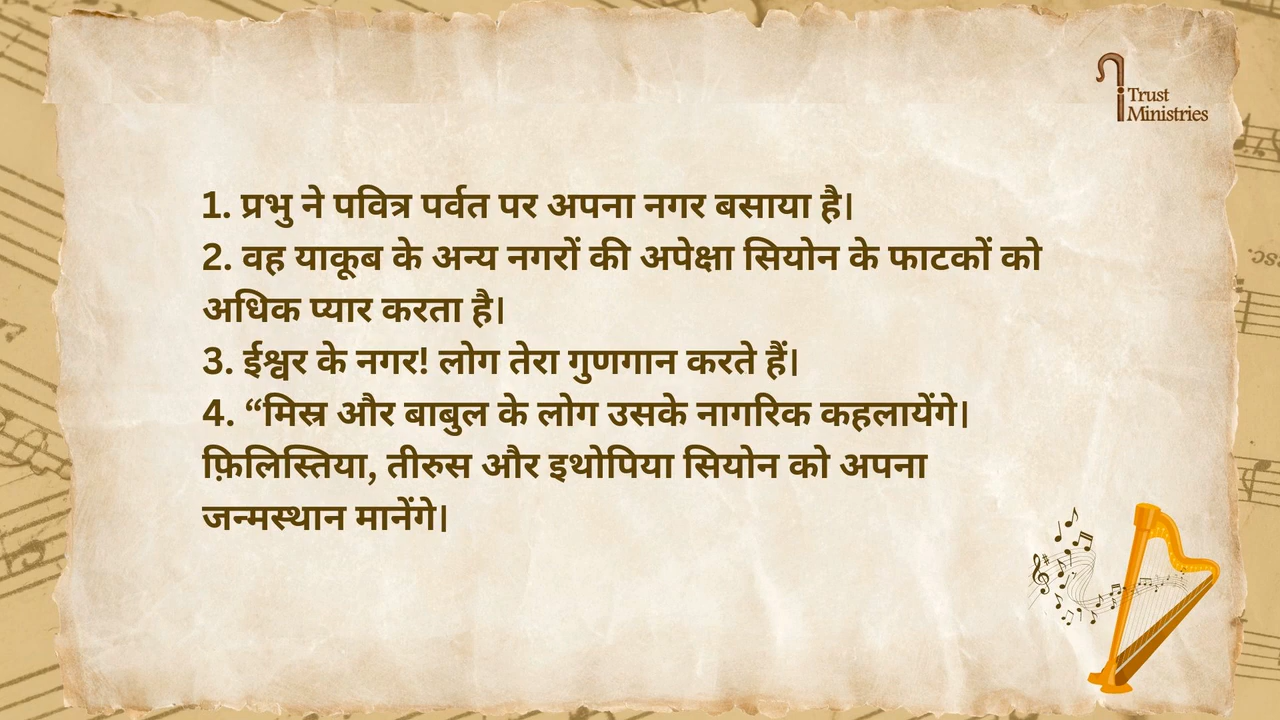 Trust
Ministries
1. प्रभु ने पवित्र पर्वत पर अपना नगर बसाया है।
2. वह याकूब के अन्य नगरों की अपेक्षा सियोन के फाटकों को
अधिक प्यार करता है।
3. ईश्वर के नगर! लोग तेरा गुणगान करते हैं।
4. “मिस्र और बाबुल के लोग उसके नागरिक कहलायेंगे।
फ़िलिस्तिया, तीरुस और इथोपिया सियोन को अपना
जन्मस्थान मानेंगे।